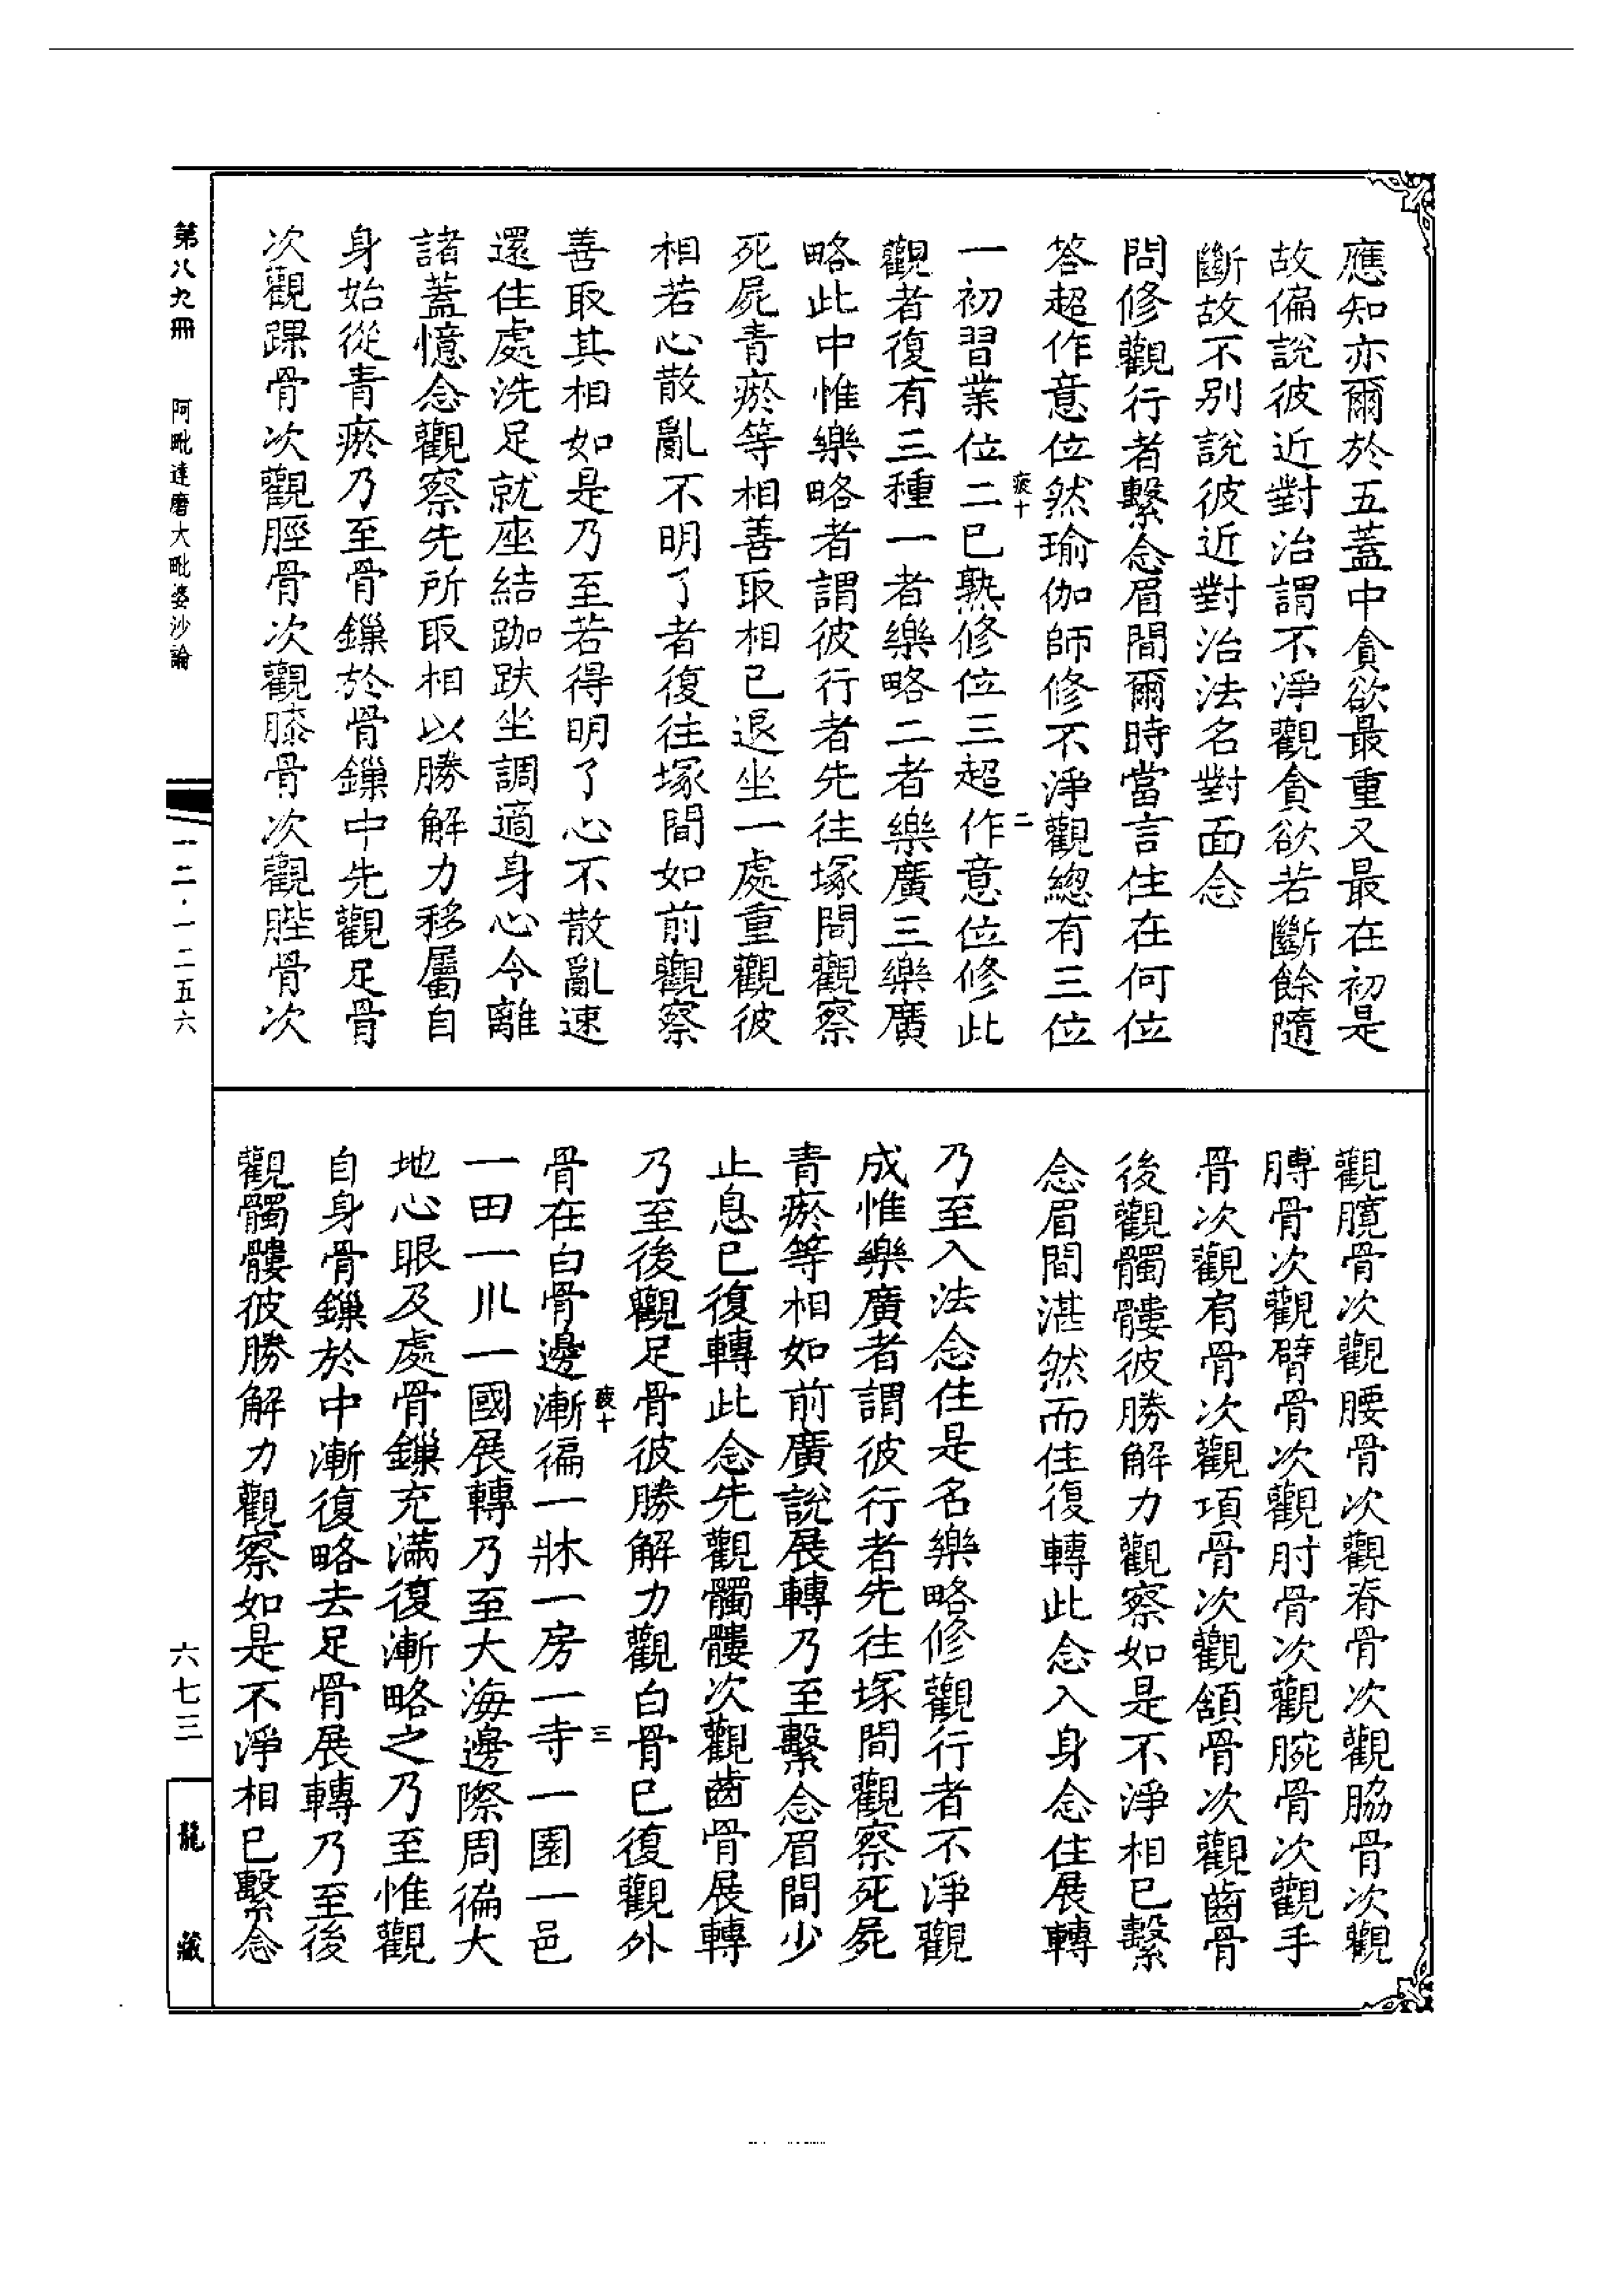 應知亦爾於五蓋中貪欲最重又最在初是
故偏說彼近對治謂不淨觀貪欲若斷餘隨
斷故不別說彼近對治法名對面念
問修觀行者繫念眉間爾時當言住在何位
答超作意位然瑜伽師修不淨觀總有三位
疲十
二
一初習業位二已熟修位三超作意位修此
觀者復有三種一者樂略二者樂廣三樂廣
略此中惟樂略者謂彼行者先往塚間觀察
死屍青瘀等相善取相已退坐一處重觀彼
相若心散亂不明了者復往塚間如前觀察
善取其相如是乃至若得明了心不散亂速
還住處洗足就座結跏趺坐調適身心令離
諸蓋憶念觀察先所取相以勝解力移屬自
身始從青瘀乃至骨鏁於骨鏁中先觀足骨
次觀踝骨次觀脛骨次觀膝骨次觀髀骨次
觀臗骨次觀腰骨次觀脊骨次觀脇骨次觀
膊骨次觀臂骨次觀肘骨次觀腕骨次觀手
骨次觀肩骨次觀項骨次觀頷骨次觀齒骨
後觀髑髏彼勝解力觀察如是不淨相已繫
念眉間湛然而住復轉此念入身念住展轉
乃至入法念住是名樂略修觀行者不淨觀
成惟樂廣者謂彼行者先往塚間觀察死屍
青瘀等相如前廣說展轉乃至繫念眉間少
止息已復轉此念先觀髑髏次觀齒骨展轉
乃至後觀足骨彼勝解力觀白骨已復觀外
疲十
三
骨在白骨邊漸徧一牀一房一寺一園一邑
一田一川一國展轉乃至大海邊際周徧大
地心眼及處骨鏁充滿復漸略之乃至惟觀
自身骨鏁於中漸復略去足骨展轉乃至後
觀髑髏彼勝解力觀察如是不淨相已繫念
第八九冊
阿毗達磨大毗婆沙論
一二·一二五六
六七三
龍藏